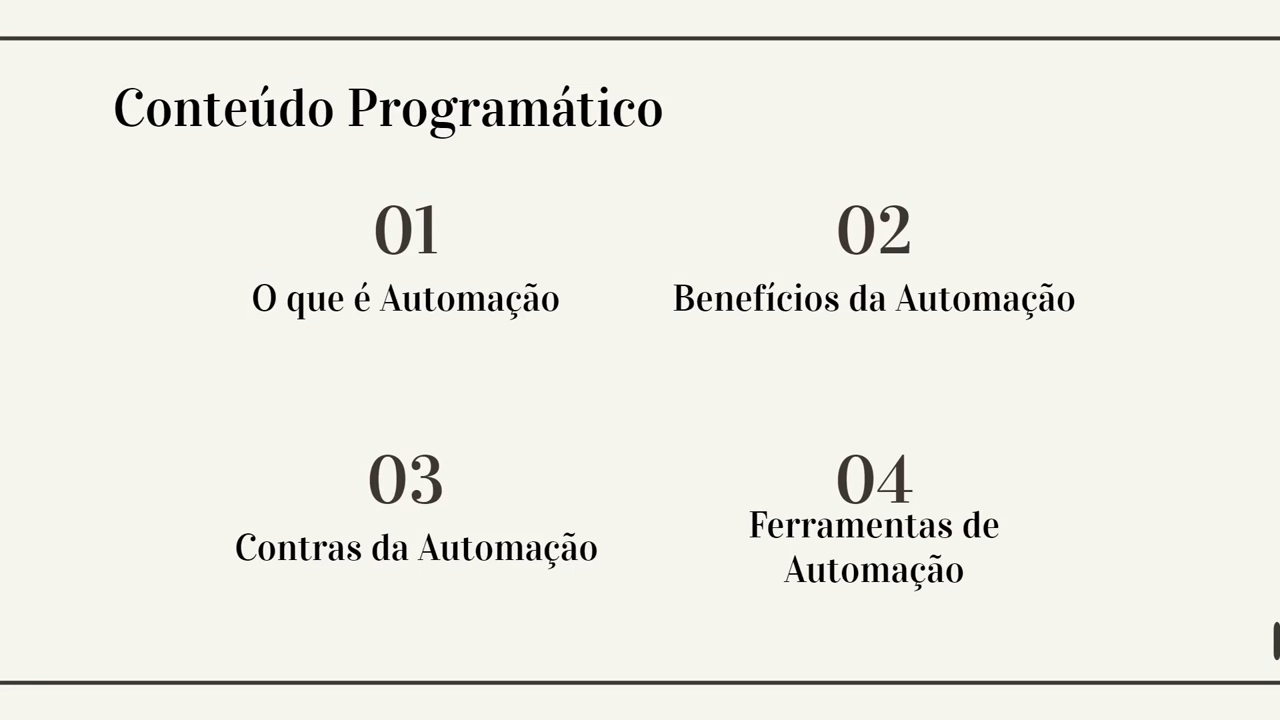 Conteúdo Programático
01
O que é Automação
02
Benefícios da Automação
03
Contras da Automação
04
Ferramentas de
Automação